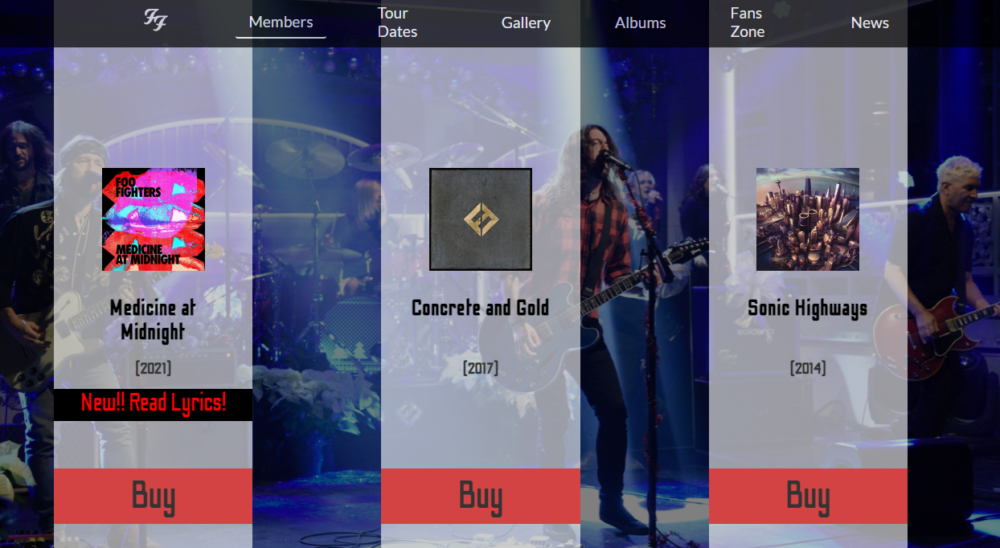 FF
Members
Tour
Dates
Gallery
Albums
Fans
Zone
News
FOO
FIGHTERS
MEDICINE
AT MIDNIGHT
Medicine at
Midnight
(2021)
New!! Read Lyrics!
Buy
FF
Concrete and Gold
(2017)
Buy
Sonic Highways
(2014)
Buy